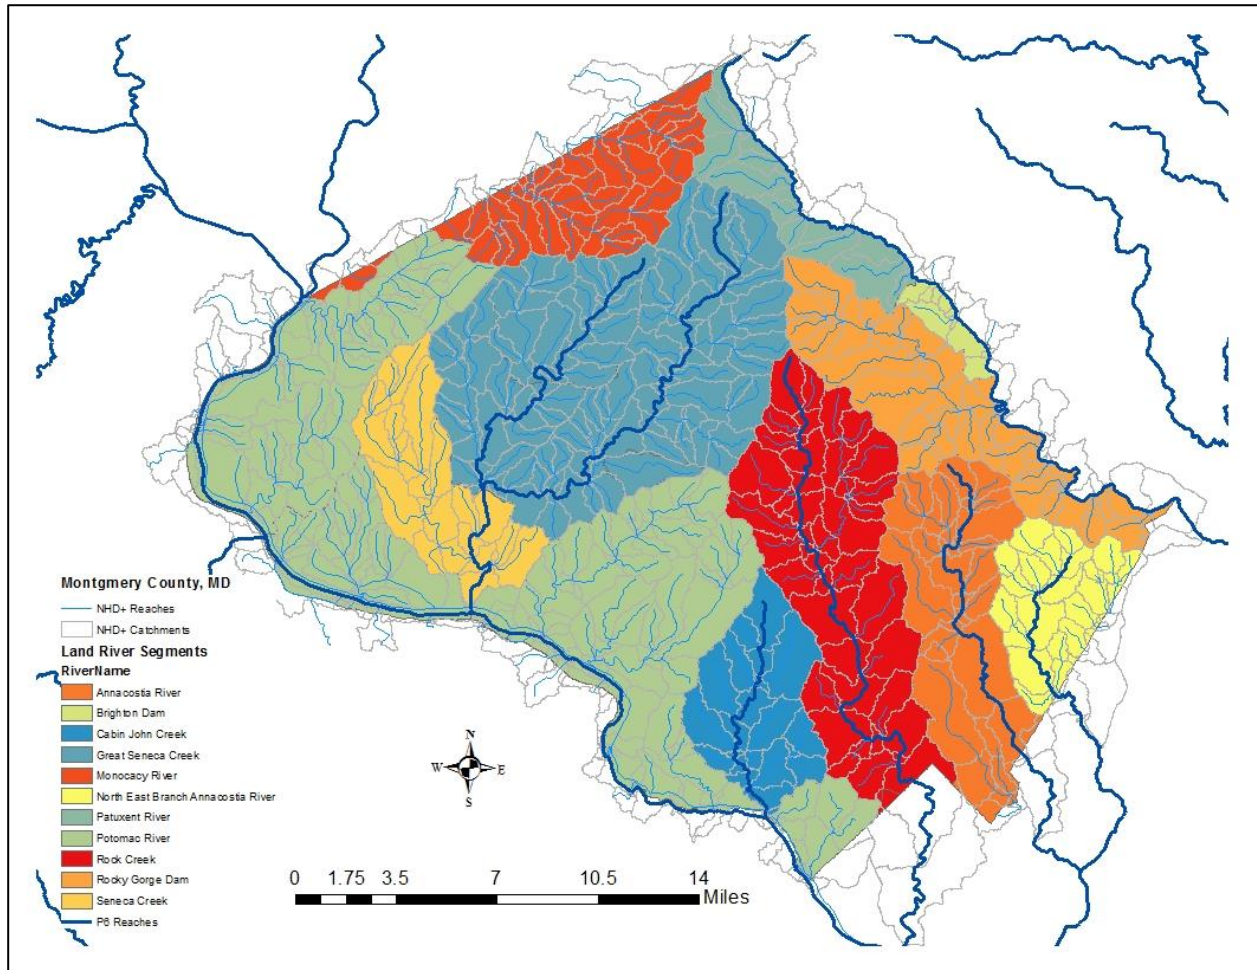 Montgmery County, MD
NHD+ Reaches
NHD+ Catchments
Land River Segments
RiverName
Annacostia River
Brighton Dam
Cabin John Creek
Great Seneca Creek
Monocacy River
North East Branch Annacostia River
Patuxent River
Potomac River
Rock Creek
Rocky Gorge Dam
Seneca Creek
P6 Reaches
N
W E
S
0 1.75 3.5 7 10.5 14
Miles